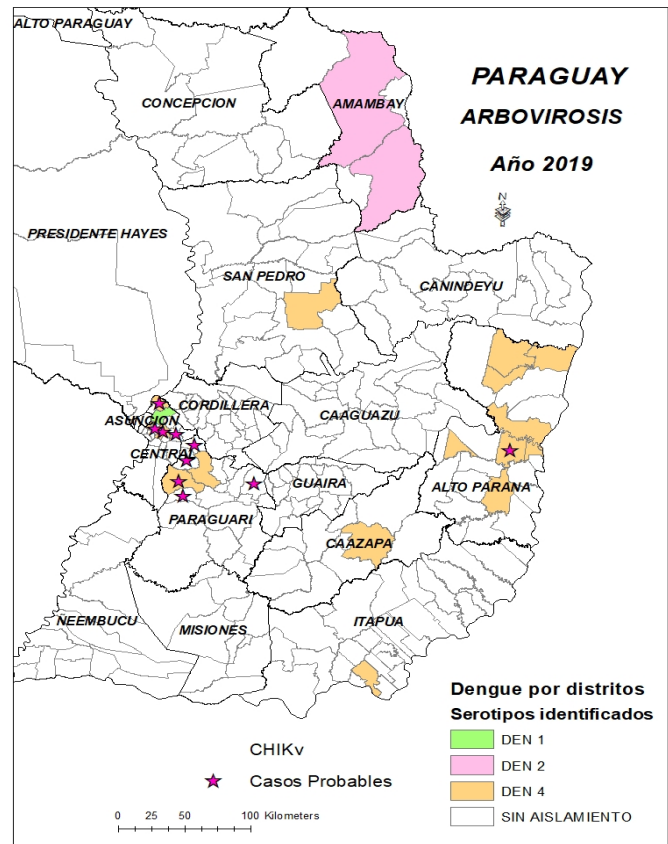 ALTO PARAGUAY
CONCEPCION
AMAMBAY
PARAGUAY
ARBOVIROSIS
Año 2019
N
PRESIDENTE HAYES
SAN PEDRO
CANINDEYU
ASUNCION
CORDILLERA
CAAGUAZU
CENTRAL
GUAIRA
ALTO PARANA
PARAGUARI
CAAZAPA
ÑEEMBUCU
MISIONES
ITAPUA
Dengue por distritos
Serotipos identificados
DEN 1
DEN 2
DEN 4
SIN AISLAMIENTO
CHIKv
Casos Probables
0 25 50 100 Kilometers